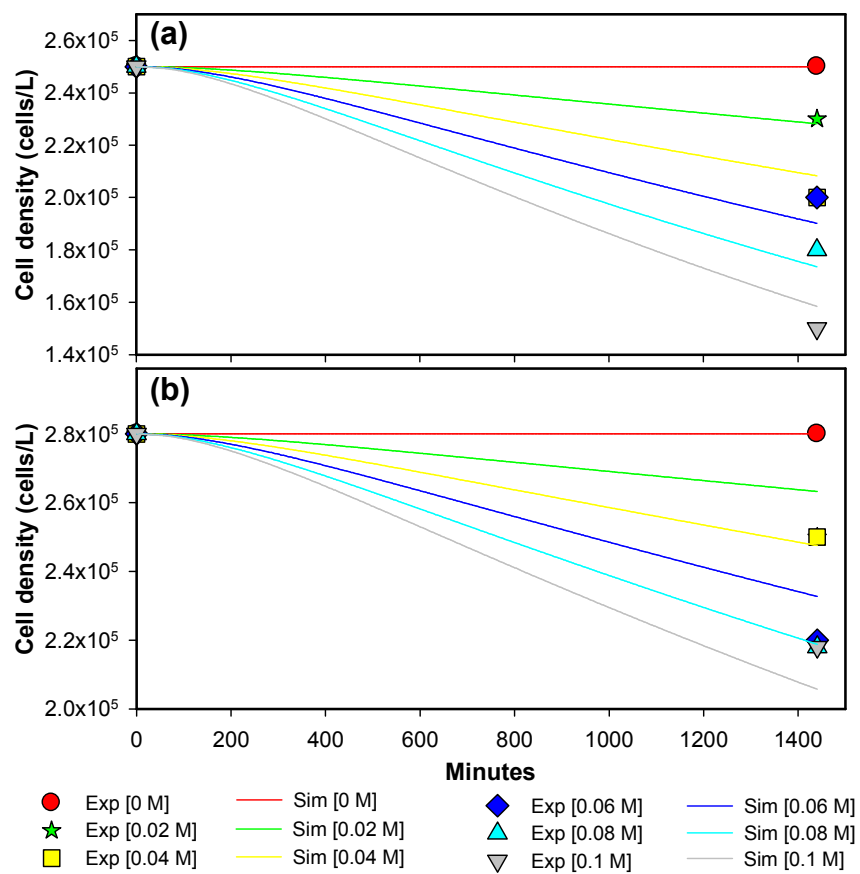 (a)
2.6x10⁵
2.4x10⁵
2.2x10⁵
2.0x10⁵
1.8x10⁵
1.6x10⁵
1.4x10⁵
Cell density (cells/L)
(b)
2.8x10⁵
2.6x10⁵
2.4x10⁵
2.2x10⁵
2.0x10⁵
Cell density (cells/L)
0 200 400 600 800 1000 1200 1400
Minutes
Exp [0 M] Sim [0 M] Exp [0.06 M] Sim [0.06 M]
Exp [0.02 M] Sim [0.02 M] Exp [0.08 M] Sim [0.08 M]
Exp [0.04 M] Sim [0.04 M] Exp [0.1 M] Sim [0.1 M]